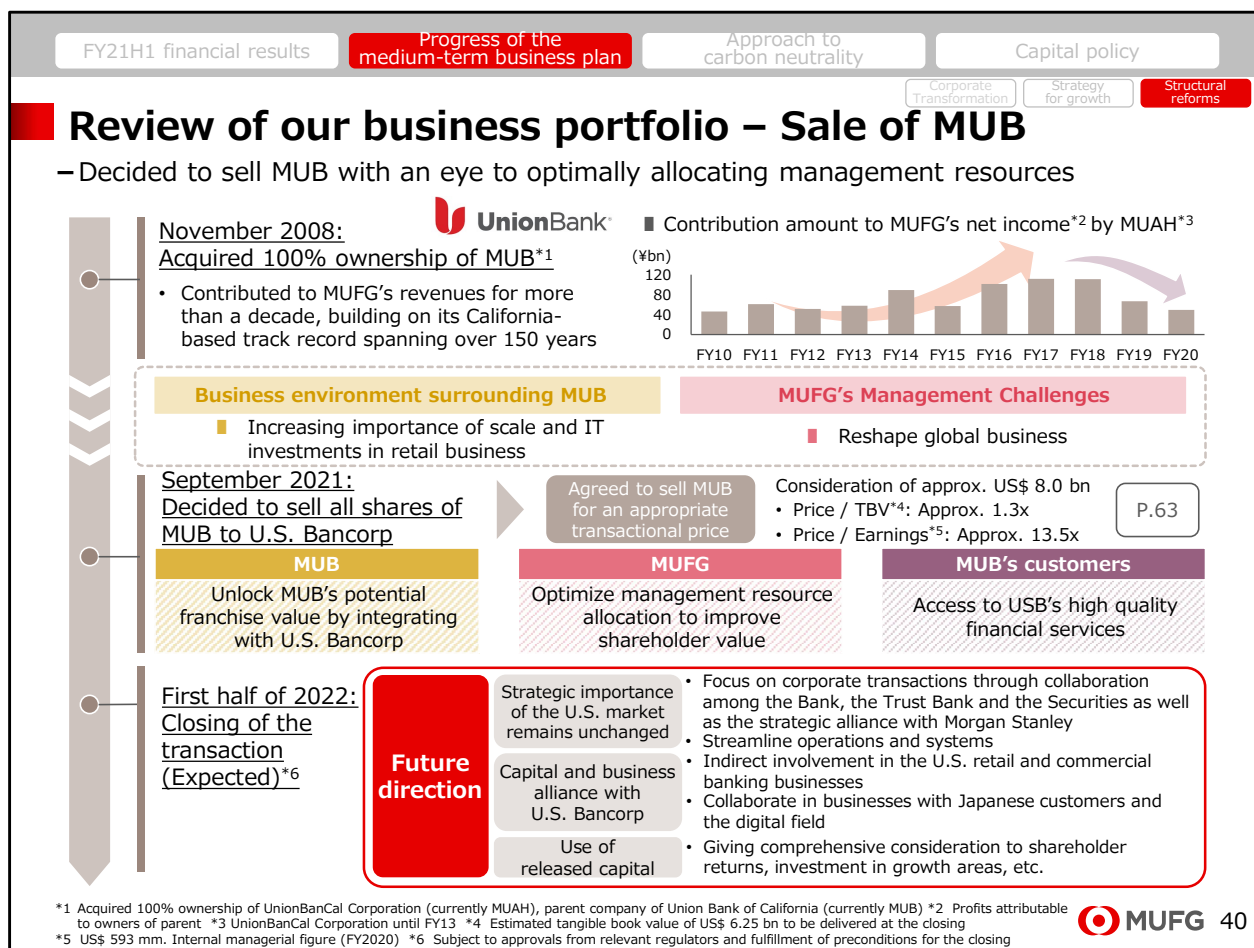 FY21H1 financial results
Progress of the
medium-term business plan
Approach to
carbon neutrality
Capital policy
Corporate
Transformation
Strategy
for growth
Structural
reforms
Review of our business portfolio – Sale of MUB
– Decided to sell MUB with an eye to optimally allocating management resources
November 2008:
Acquired 100% ownership of MUB*1
• Contributed to MUFG's revenues for more
than a decade, building on its California-
based track record spanning over 150 years
UnionBank
■ Contribution amount to MUFG's net income*2 by MUAH*3
(¥bn)
120
80
40
0
FY10 FY11 FY12 FY13 FY14 FY15 FY16 FY17 FY18 FY19 FY20
Business environment surrounding MUB
■ Increasing importance of scale and IT
investments in retail business
MUFG's Management Challenges
■ Reshape global business
September 2021:
Decided to sell all shares of
MUB to U.S. Bancorp
Agreed to sell MUB
for an appropriate
transactional price
Consideration of approx. US$ 8.0 bn
• Price / TBV*4: Approx. 1.3x
• Price / Earnings*5: Approx. 13.5x
P.63
MUB
Unlock MUB's potential
franchise value by integrating
with U.S. Bancorp
MUFG
Optimize management resource
allocation to improve
shareholder value
MUB's customers
Access to USB's high quality
financial services
First half of 2022:
Closing of the
transaction
(Expected)*6
Future
direction
Strategic importance
of the U.S. market
remains unchanged
• Focus on corporate transactions through collaboration
among the Bank, the Trust Bank and the Securities as well
as the strategic alliance with Morgan Stanley
• Streamline operations and systems
Capital and business
alliance with
U.S. Bancorp
• Indirect involvement in the U.S. retail and commercial
banking businesses
• Collaborate in businesses with Japanese customers and
the digital field
Use of
released capital
• Giving comprehensive consideration to shareholder
returns, investment in growth areas, etc.
*1 Acquired 100% ownership of UnionBanCal Corporation (currently MUAH), parent company of Union Bank of California (currently MUB) *2 Profits attributable
to owners of parent *3 UnionBanCal Corporation until FY13 *4 Estimated tangible book value of US$ 6.25 bn to be delivered at the closing
*5 US$ 593 mm. Internal managerial figure (FY2020) *6 Subject to approvals from relevant regulators and fulfillment of preconditions for the closing
MUFG 40